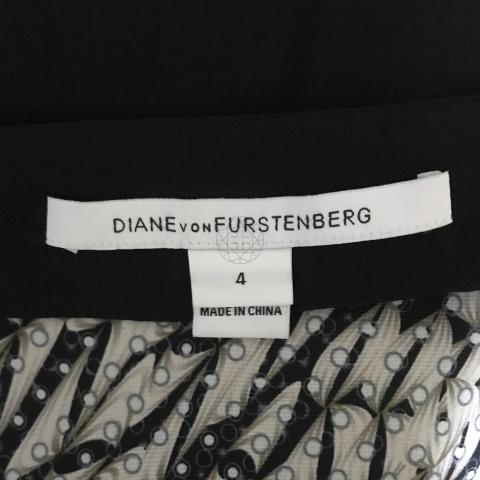 DIANE VON FURSTENBERG
4
MADE IN CHINA